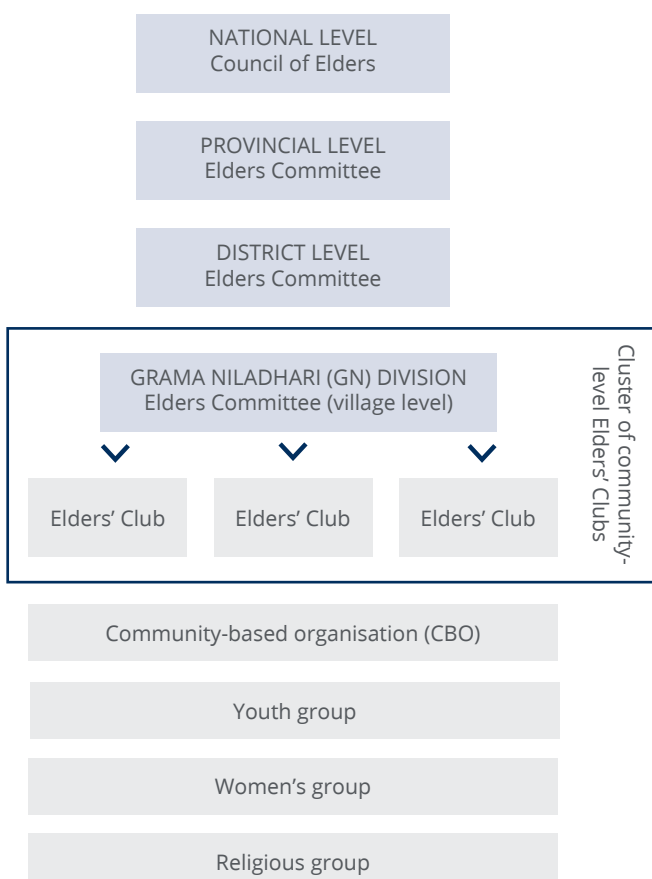 NATIONAL LEVEL
Council of Elders
PROVINCIAL LEVEL
Elders Committee
DISTRICT LEVEL
Elders Committee
GRAMA NILADHARI (GN) DIVISION
Elders Committee (village level)
Elders’ Club
Elders’ Club
Elders’ Club
Cluster of community-
level Elders’ Clubs
Community-based organisation (CBO)
Youth group
Women’s group
Religious group